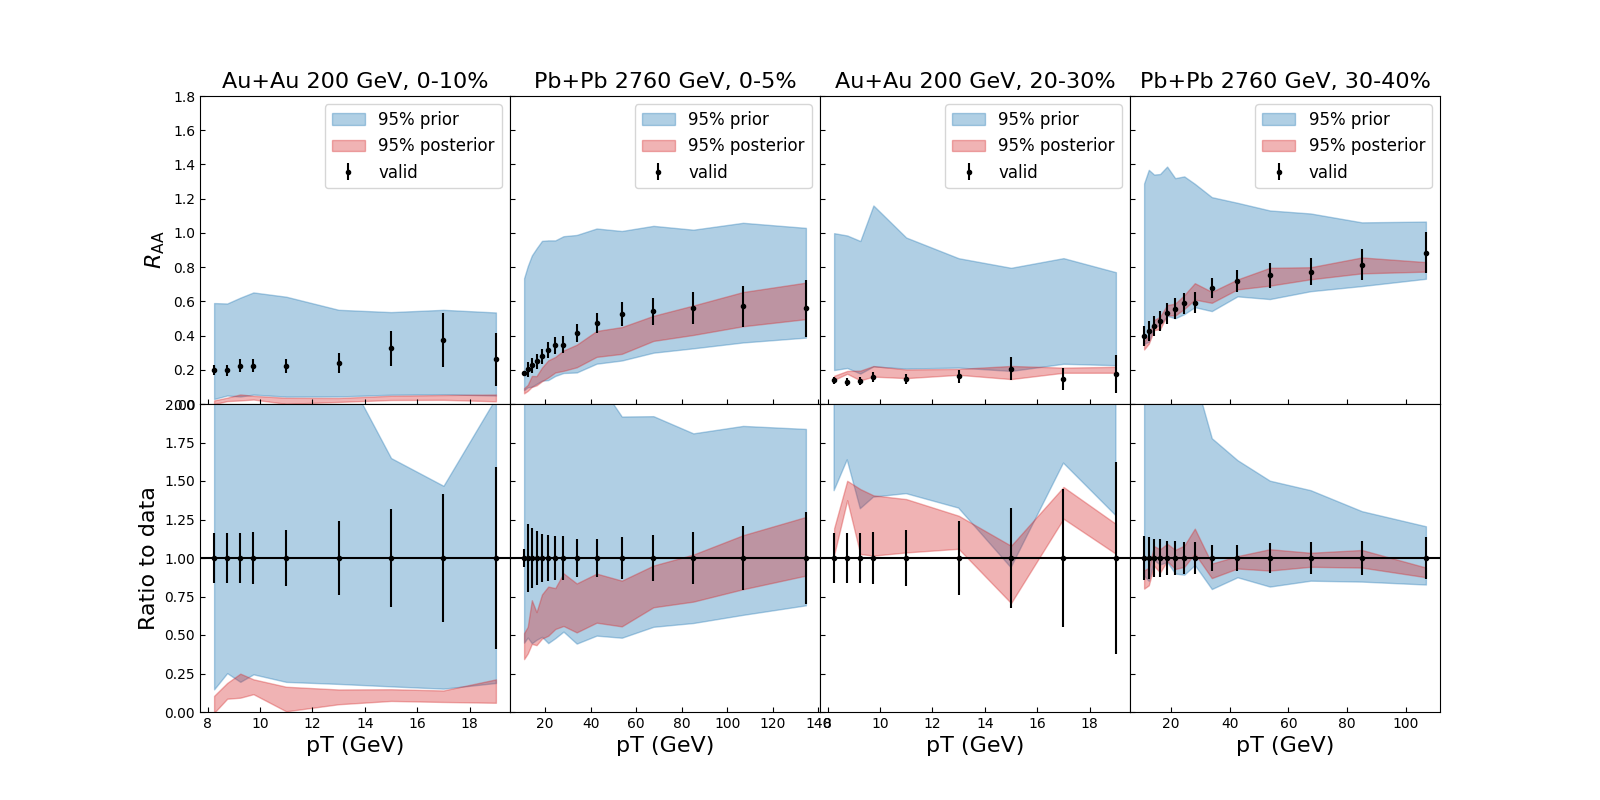 Au+Au 200 GeV, 0-10%
Pb+Pb 2760 GeV, 0-5%
Au+Au 200 GeV, 20-30%
Pb+Pb 2760 GeV, 30-40%
1.8
1.6
1.4
1.2
1.0
0.8
0.6
0.4
0.2
0.0
R_AA
95% prior
95% posterior
valid
95% prior
95% posterior
valid
95% prior
95% posterior
valid
95% prior
95% posterior
valid
2.00
1.75
1.50
1.25
1.00
0.75
0.50
0.25
0.00
Ratio to data
8 10 12 14 16 18
20 40 60 80 100 120 140
8 10 12 14 16 18
20 40 60 80 100
pT (GeV)
pT (GeV)
pT (GeV)
pT (GeV)